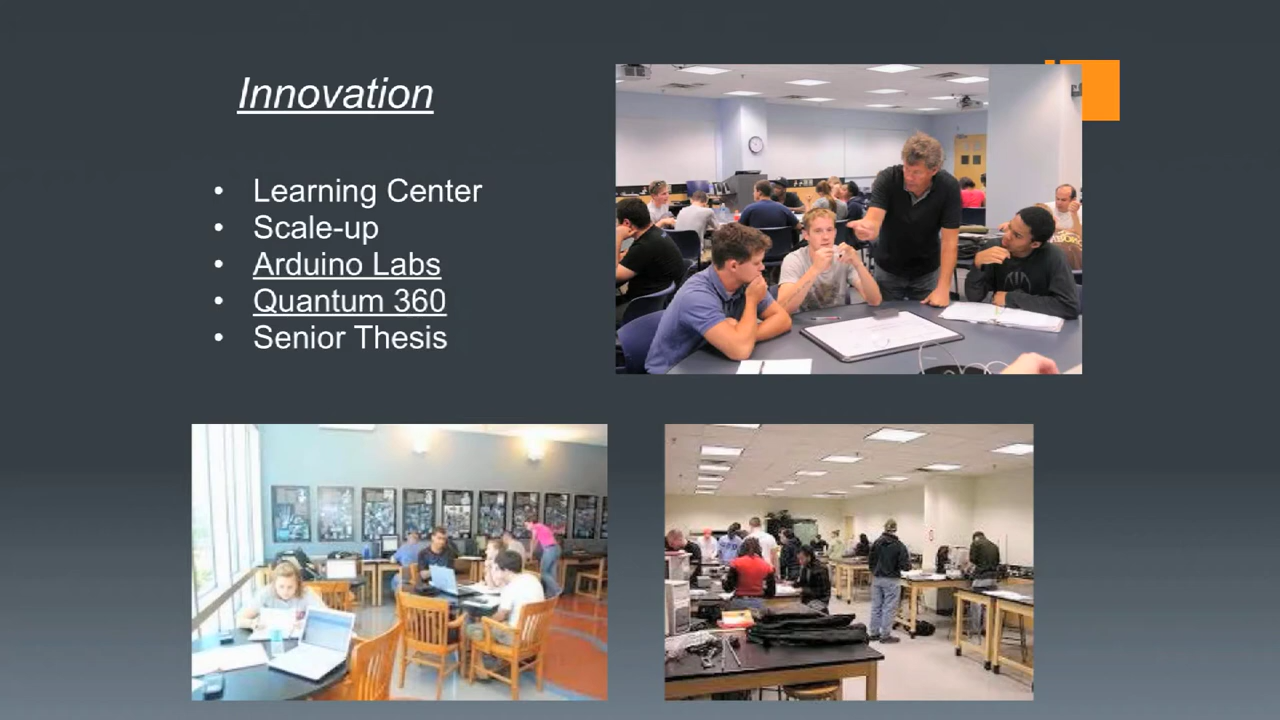 Innovation
• Learning Center
• Scale-up
• Arduino Labs
• Quantum 360
• Senior Thesis